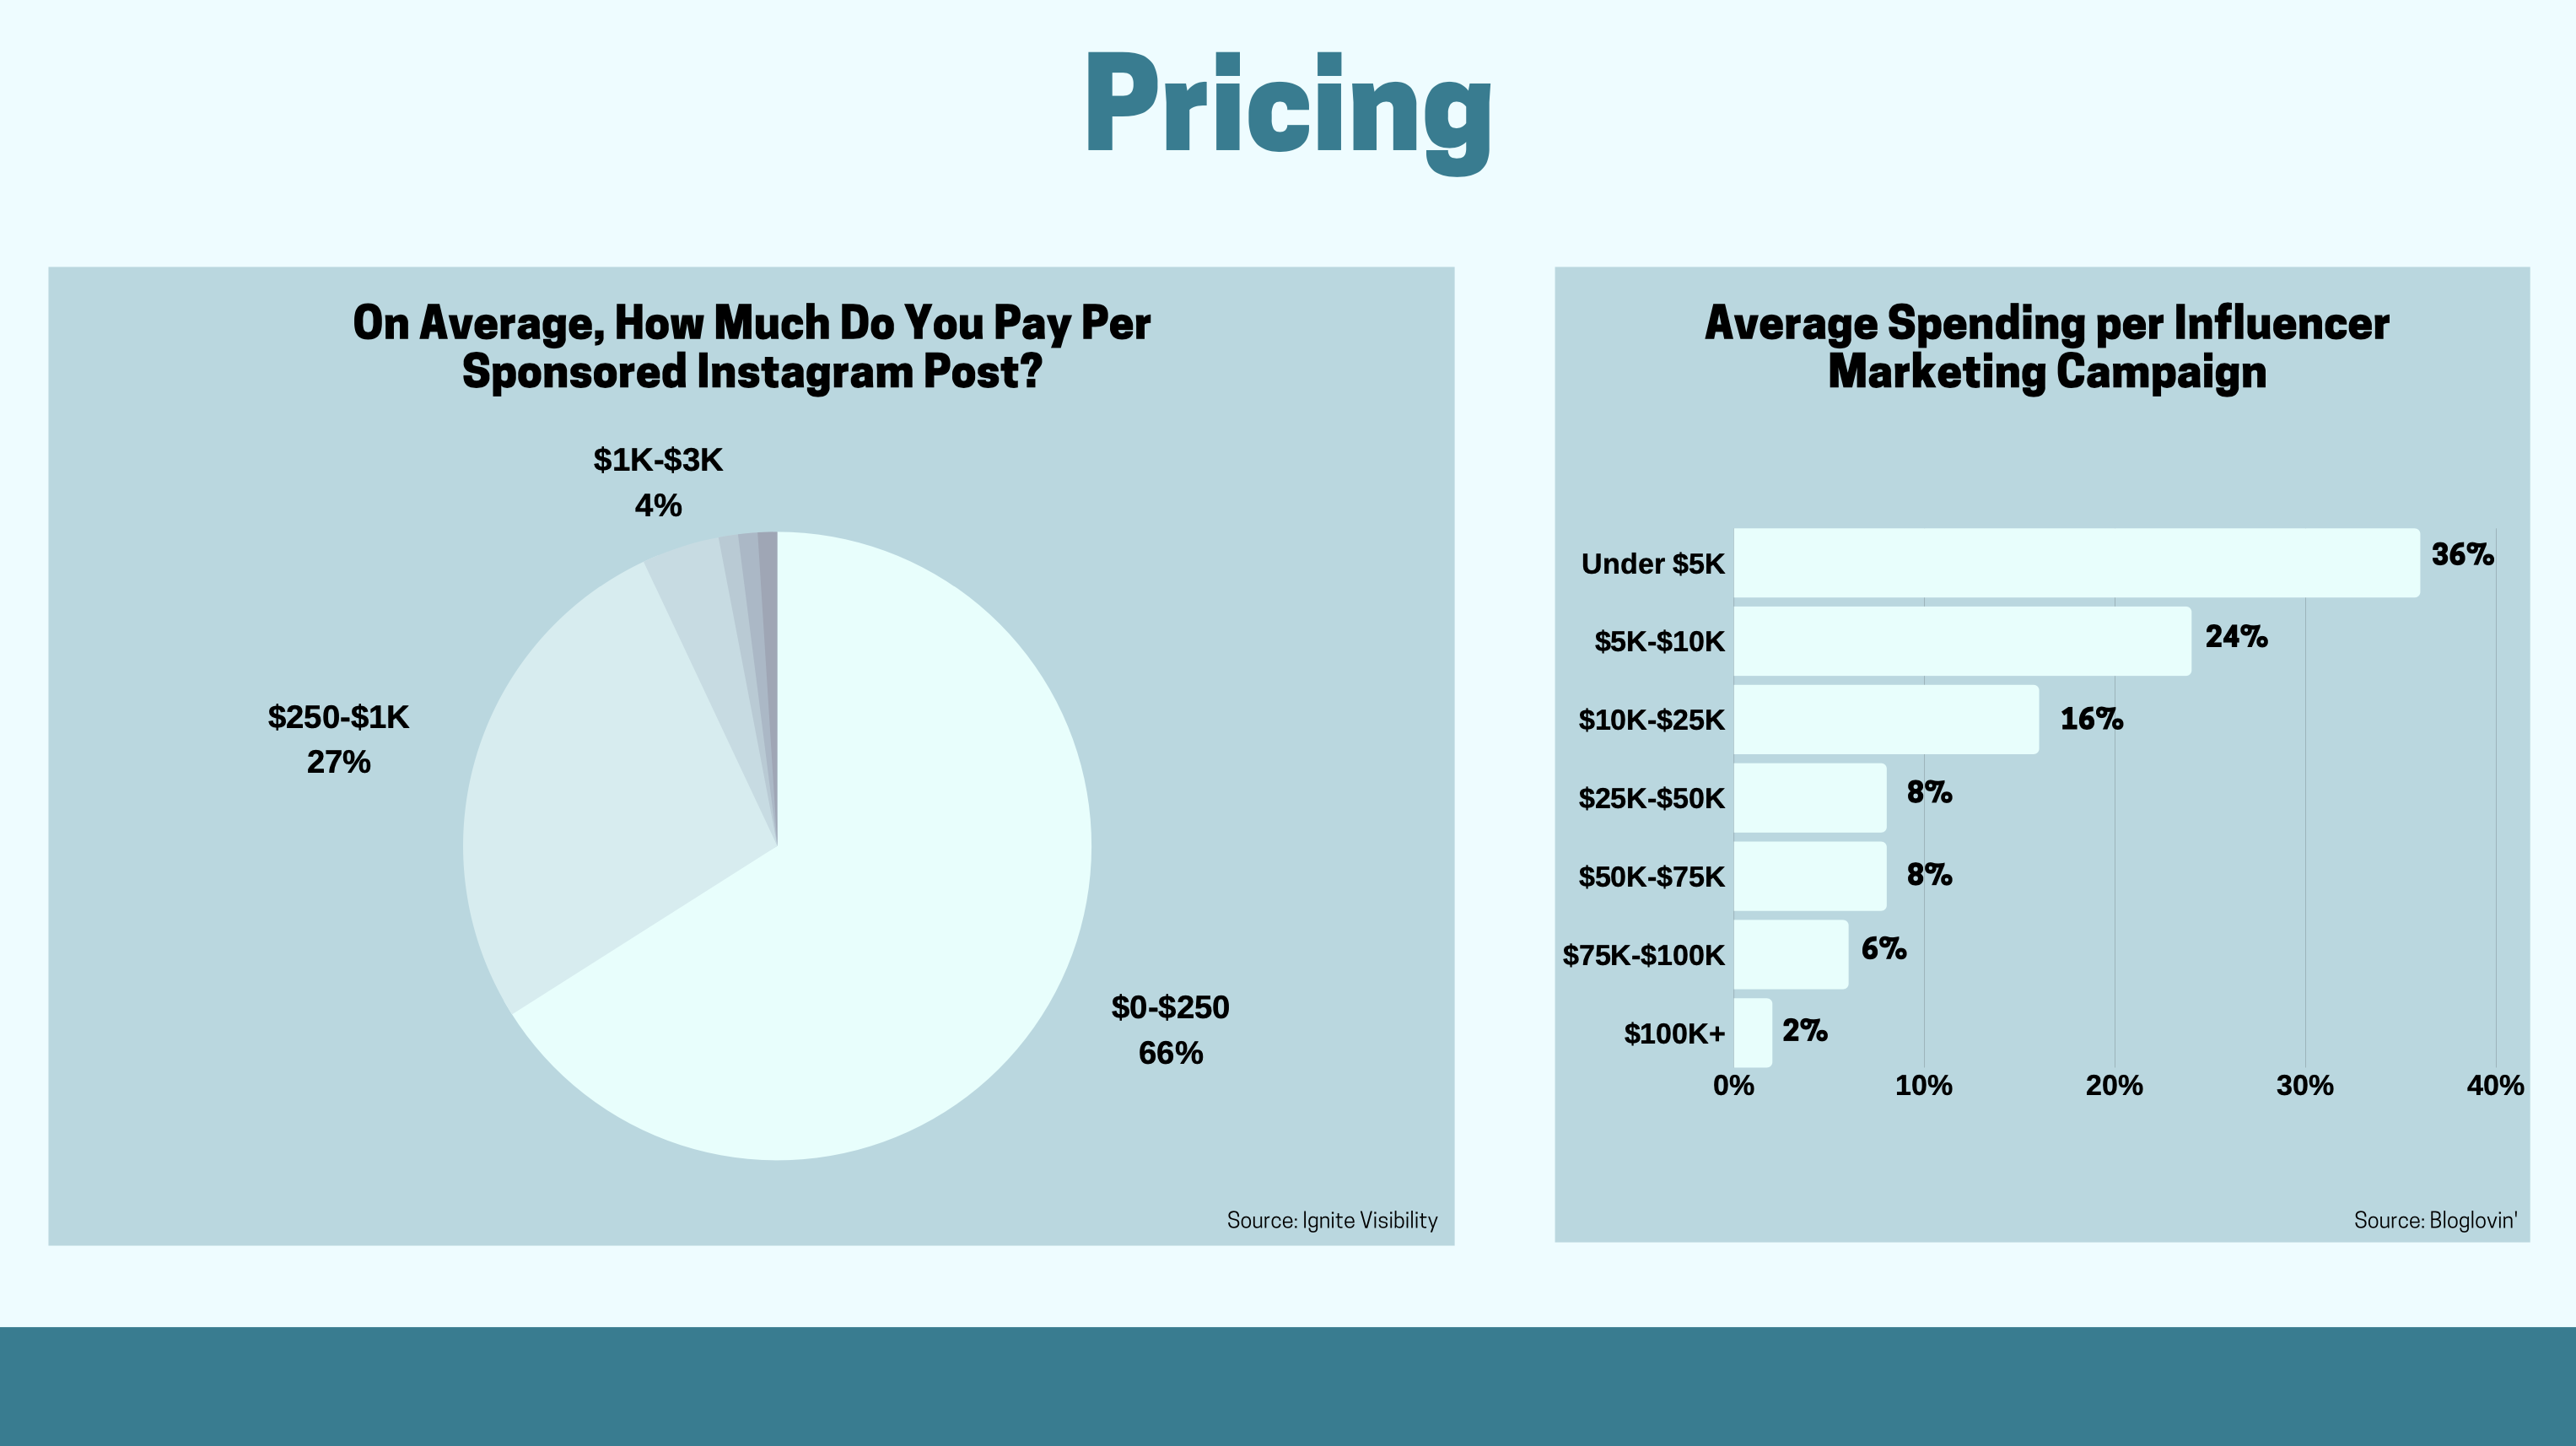 Pricing
On Average, How Much Do You Pay Per
Sponsored Instagram Post?
$1K-$3K
4%
$250-$1K
27%
$0-$250
66%
Source: Ignite Visibility
Average Spending per Influencer
Marketing Campaign
Under $5K
36%
$5K-$10K
24%
$10K-$25K
16%
$25K-$50K
8%
$50K-$75K
8%
$75K-$100K
6%
$100K+
2%
0% 10% 20% 30% 40%
Source: Bloglovin'